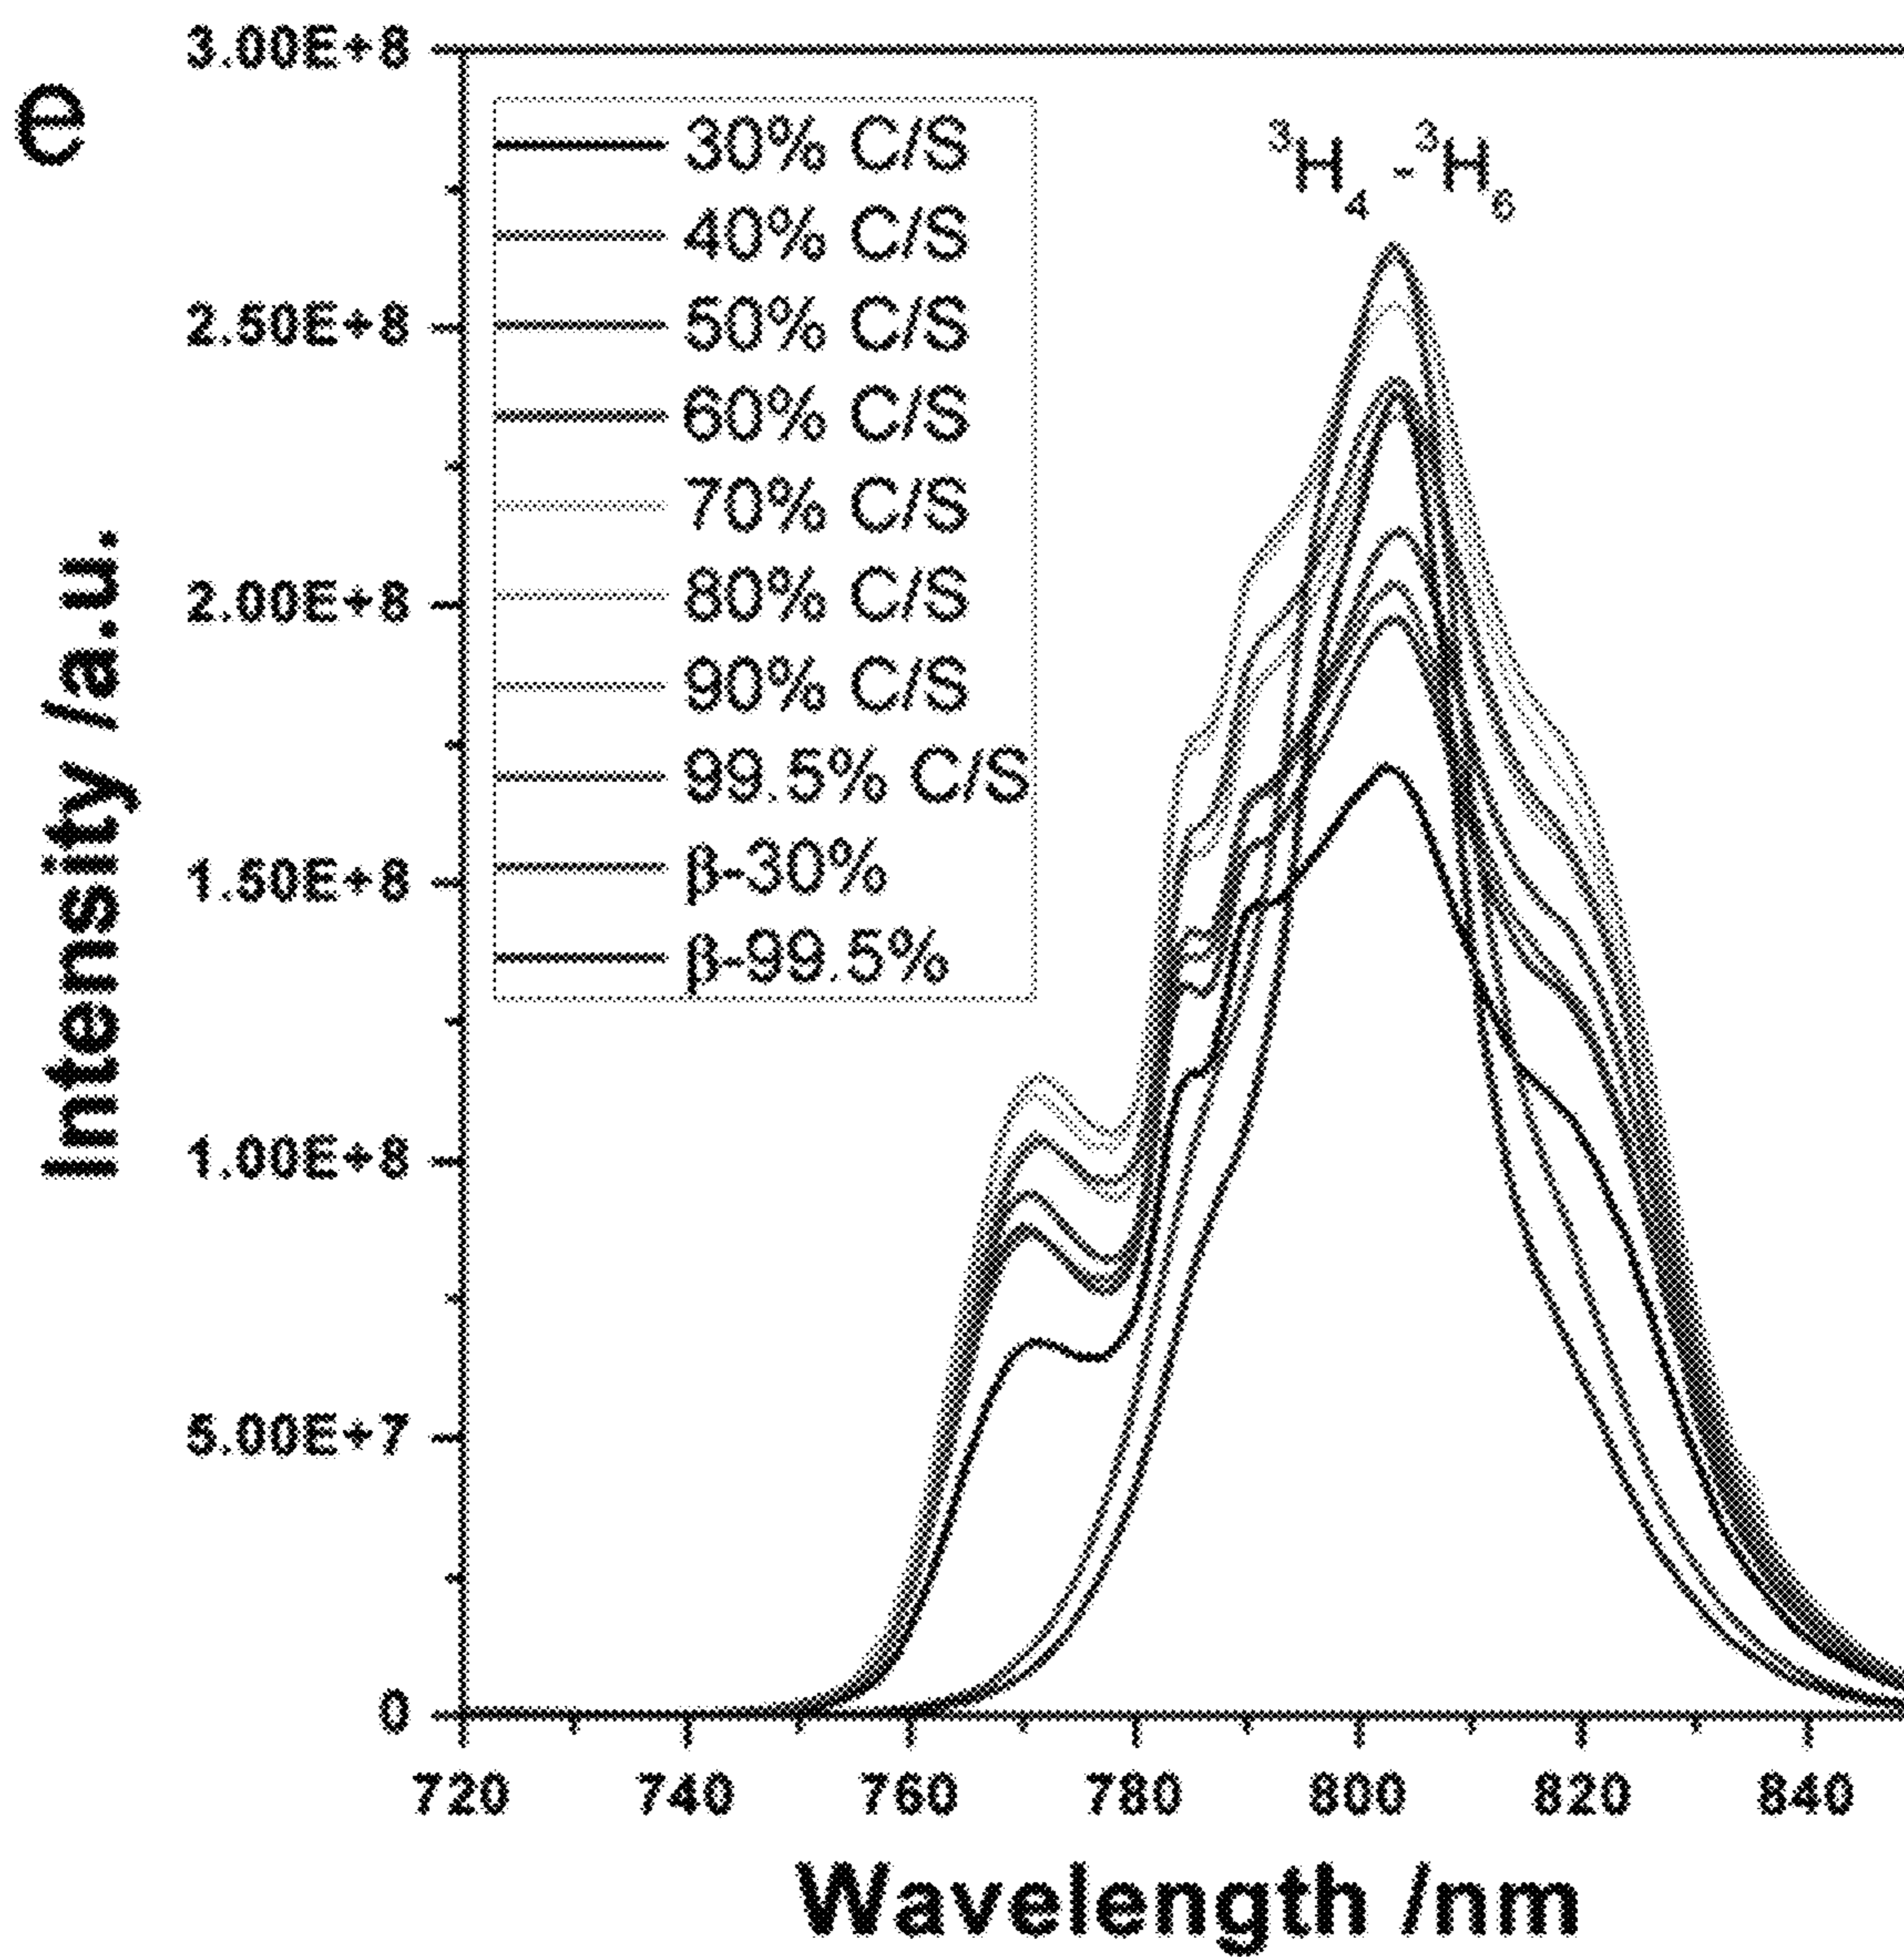 e
3.00E+8
2.50E+8
2.00E+8
1.50E+8
1.00E+8
5.00E+7
0
Intensity /a.u.
30% C/S
40% C/S
50% C/S
60% C/S
70% C/S
80% C/S
90% C/S
99.5% C/S
β-30%
β-99.5%
³H₄ -³H₆
720 740 760 780 800 820 840
Wavelength /nm